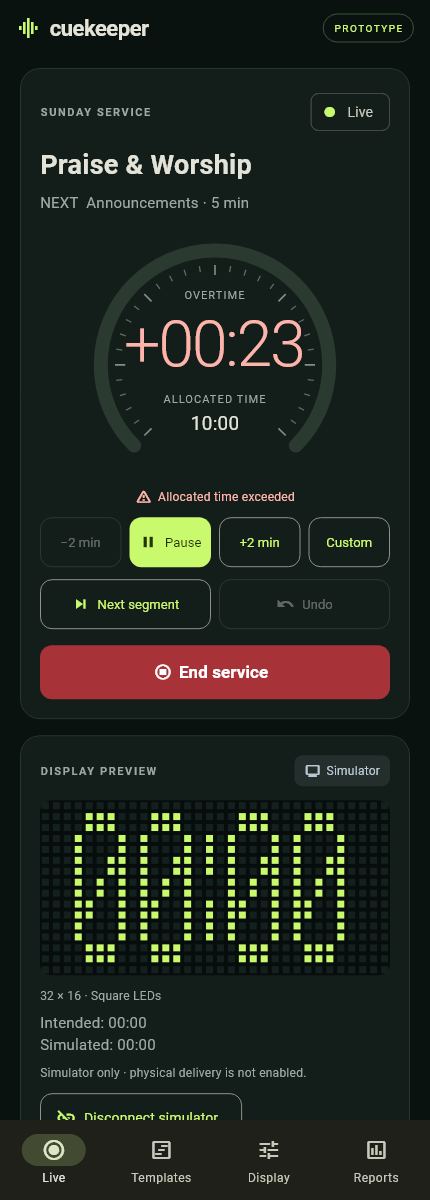 cuekeeper
PROTOTYPE
SUNDAY SERVICE
Live
Praise & Worship
NEXT Announcements · 5 min
OVERTIME
+00:23
ALLOCATED TIME
10:00
Allocated time exceeded
−2 min
Pause
+2 min
Custom
Next segment
Undo
End service
DISPLAY PREVIEW
Simulator
00:00
32 × 16 · Square LEDs
Intended: 00:00
Simulated: 00:00
Simulator only · physical delivery is not enabled.
Disconnect simulator
Live
Templates
Display
Reports